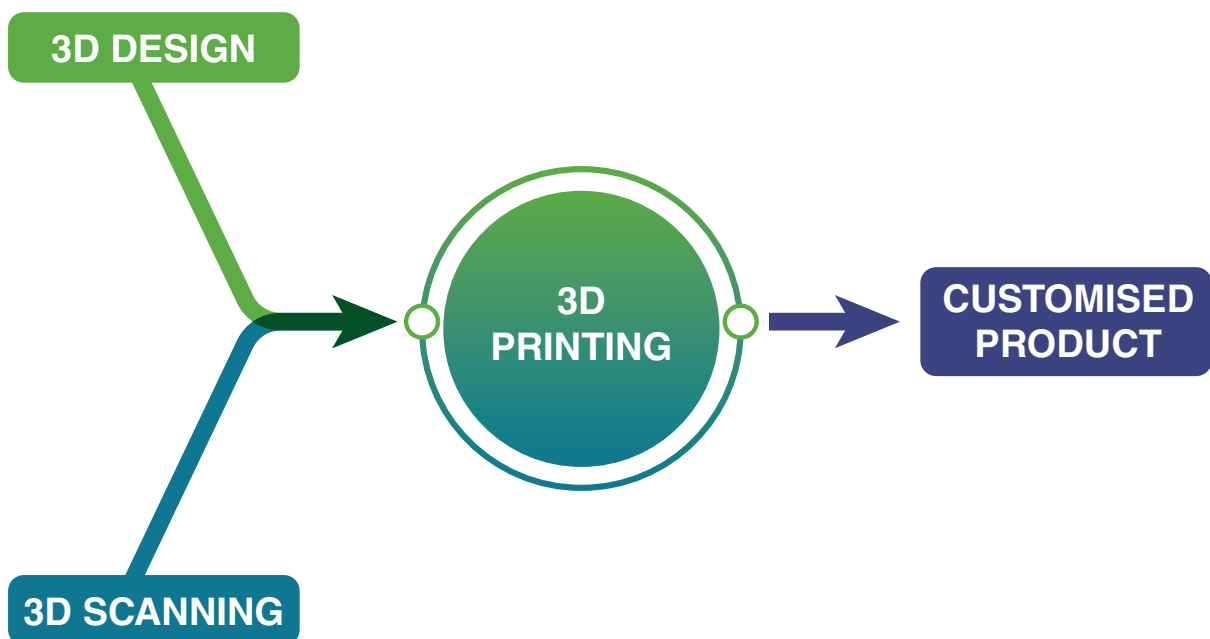 3D DESIGN
3D
PRINTING
CUSTOMISED
PRODUCT
3D SCANNING